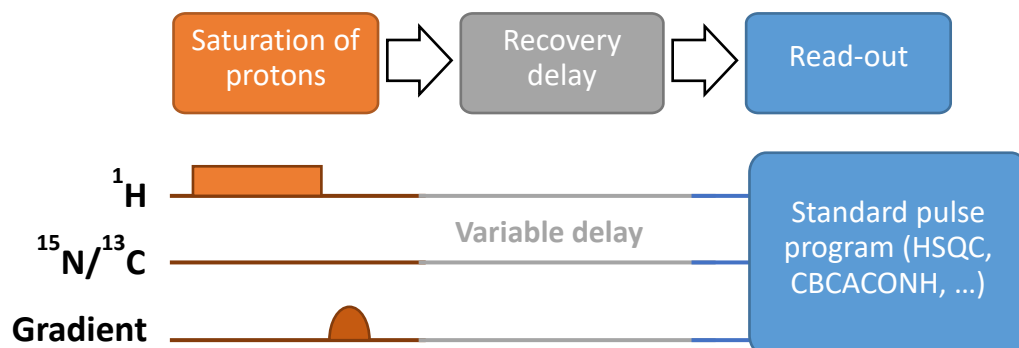 Saturation of
protons
Recovery
delay
Read-out
¹H
Variable delay
¹⁵N/¹³C
Gradient
Standard pulse
program (HSQC,
CBCACONH, ...)